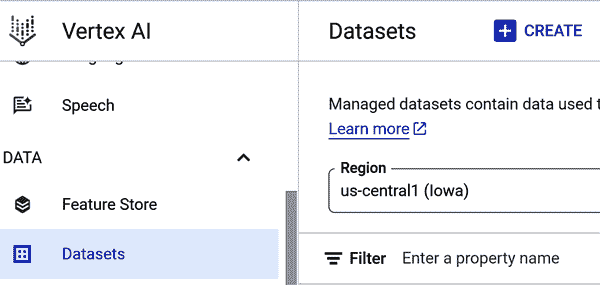 Vertex AI
Speech
DATA
Feature Store
Datasets
Datasets
CREATE
Managed datasets contain data used
Learn more
Region
us-central1 (Iowa)
Filter Enter a property name